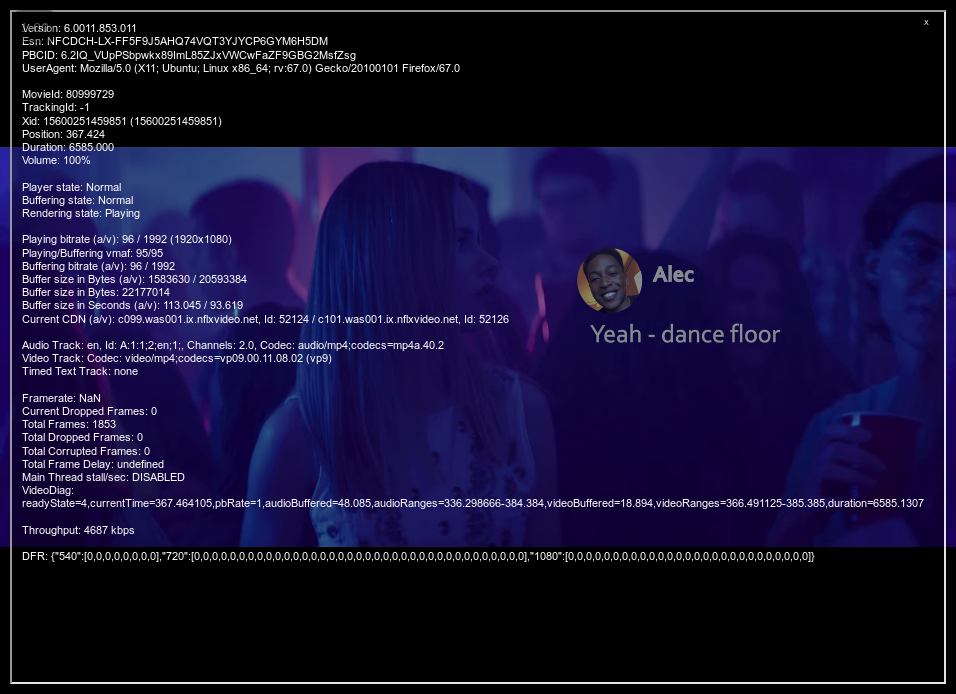 Version: 6.0011.853.011
x
Esn: NFCDCH-LX-FF5F9J5AHQ74VQT3YJYCP6GYM6H5DM
PBCID: 6.2IQ_VUpPSbpwkx89ImL85ZJxVWCwFaZF9GBG2MsfZsg
UserAgent: Mozilla/5.0 (X11; Ubuntu; Linux x86_64; rv:67.0) Gecko/20100101 Firefox/67.0
MovieId: 80999729
TrackingId: -1
Xid: 15600251459851 (15600251459851)
Position: 367.424
Duration: 6585.000
Volume: 100%
Player state: Normal
Buffering state: Normal
Rendering state: Playing
Playing bitrate (a/v): 96 / 1992 (1920x1080)
Playing/Buffering vmaf: 95/95
Buffering bitrate (a/v): 96 / 1992
Buffer size in Bytes (a/v): 1583630 / 20593384
Buffer size in Bytes: 22177014
Buffer size in Seconds (a/v): 113.045 / 93.619
Current CDN (a/v): c099.was001.ix.nflxvideo.net, Id: 52124 / c101.was001.ix.nflxvideo.net, Id: 52126
Alec
Yeah - dance floor
Audio Track: en, Id: A:1:1;2;en;1;, Channels: 2.0, Codec: audio/mp4;codecs=mp4a.40.2
Video Track: Codec: video/mp4;codecs=vp09.00.11.08.02 (vp9)
Timed Text Track: none
Framerate: NaN
Current Dropped Frames: 0
Total Frames: 1853
Total Dropped Frames: 0
Total Corrupted Frames: 0
Total Frame Delay: undefined
Main Thread stall/sec: DISABLED
VideoDiag:
readyState=4,currentTime=367.464105,pbRate=1,audioBuffered=48.085,audioRanges=336.298666-384.384,videoBuffered=18.894,videoRanges=366.491125-385.385,duration=6585.1307
Throughput: 4687 kbps
DFR: {"540":[0,0,0,0,0,0,0,0],"720":[0,0,0,0,0,0,0,0,0,0,0,0,0,0,0,0,0,0,0,0,0,0,0,0,0,0,0,0,0,0,0,0,0,0,0,0,0],"1080":[0,0,0,0,0,0,0,0,0,0,0,0,0,0,0,0,0,0,0,0,0,0,0,0,0,0,0]}